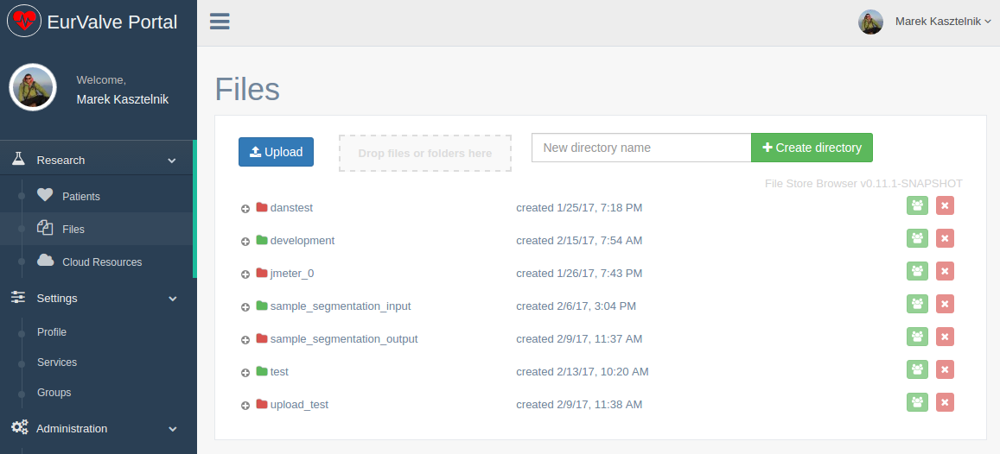 EurValve Portal
Marek Kasztelnik
Welcome,
Marek Kasztelnik
Research
Patients
Files
Cloud Resources
Settings
Profile
Services
Groups
Administration
Files
Upload
Drop files or folders here
New directory name
Create directory
File Store Browser v0.11.1-SNAPSHOT
danstest created 1/25/17, 7:18 PM
development created 2/15/17, 7:54 AM
jmeter_0 created 1/26/17, 7:43 PM
sample_segmentation_input created 2/6/17, 3:04 PM
sample_segmentation_output created 2/9/17, 11:37 AM
test created 2/13/17, 10:20 AM
upload_test created 2/9/17, 11:38 AM